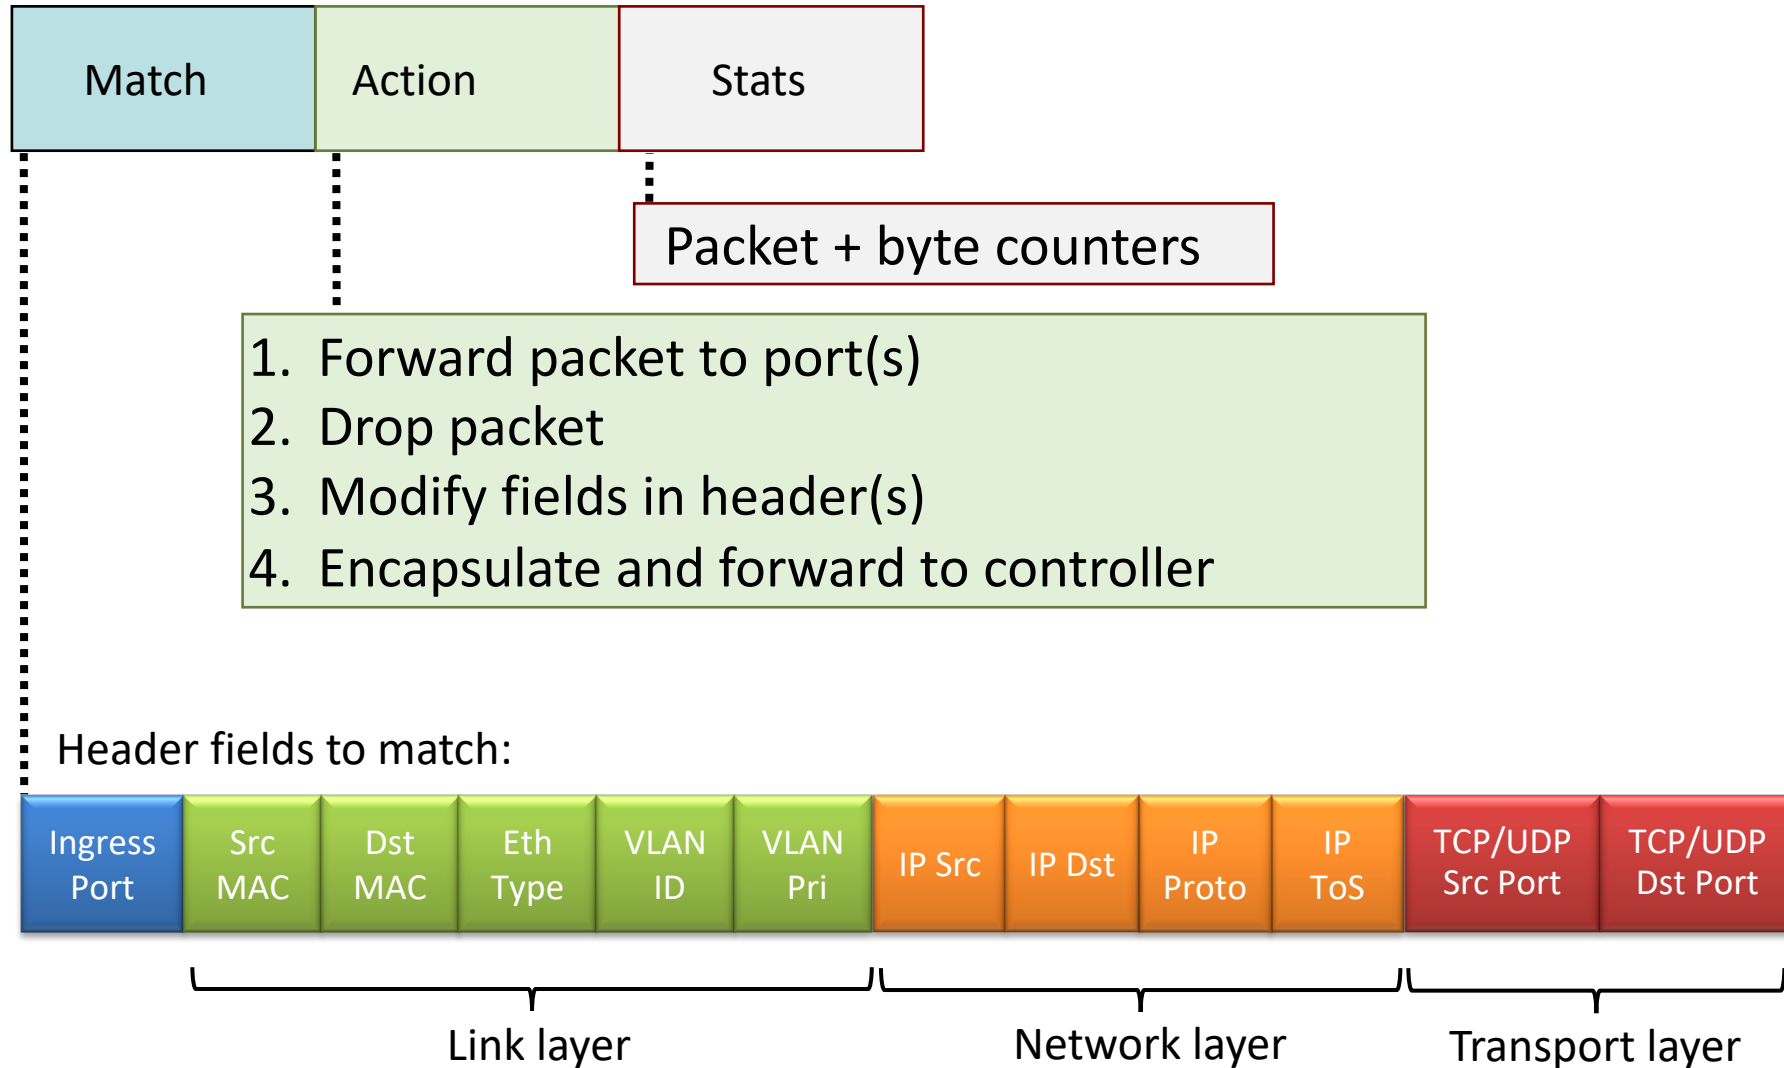 Match
Action
Stats
Packet + byte counters
1. Forward packet to port(s)
2. Drop packet
3. Modify fields in header(s)
4. Encapsulate and forward to controller
Header fields to match:
Ingress
Port
Src
MAC
Dst
MAC
Eth
Type
VLAN
ID
VLAN
Pri
IP Src
IP Dst
IP
Proto
IP
ToS
TCP/UDP
Src Port
TCP/UDP
Dst Port
Link layer
Network layer
Transport layer